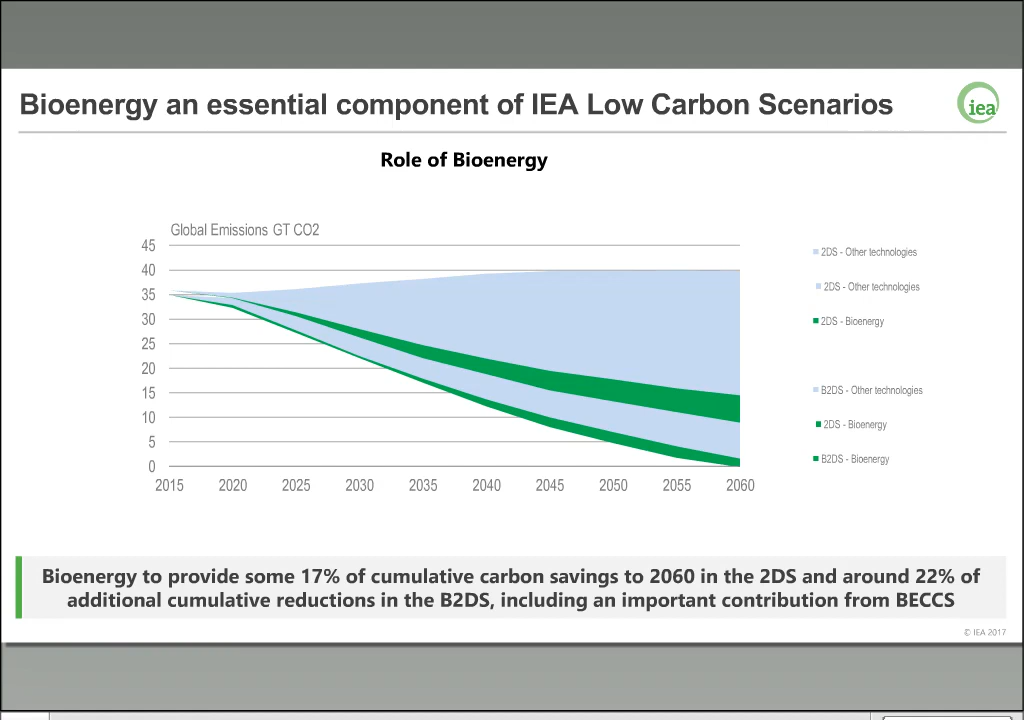 Bioenergy an essential component of IEA Low Carbon Scenarios
iea
Role of Bioenergy
Global Emissions GT CO2
45
40
35
30
25
20
15
10
5
0
2015 2020 2025 2030 2035 2040 2045 2050 2055 2060
2DS - Other technologies
2DS - Other technologies
2DS - Bioenergy
B2DS - Other technologies
2DS - Bioenergy
B2DS - Bioenergy
Bioenergy to provide some 17% of cumulative carbon savings to 2060 in the 2DS and around 22% of
additional cumulative reductions in the B2DS, including an important contribution from BECCS
© IEA 2017